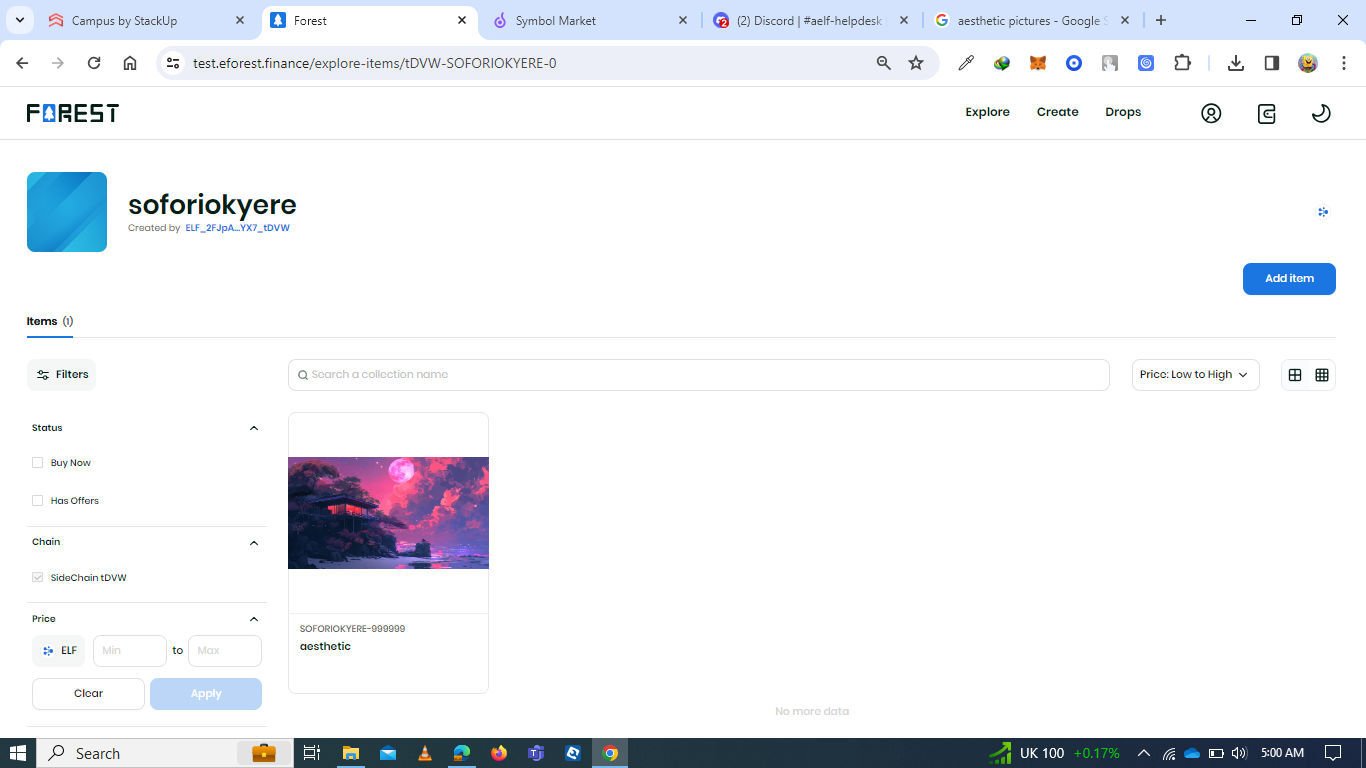 Campus by StackUp
Forest
Symbol Market
(2) Discord | #aelf-helpdesk
aesthetic pictures - Google S
test.eforest.finance/explore-items/tDVW-SOFORIOKYERE-0
FOREST
Explore
Create
Drops
soforiokyere
Created by ELF_2FJpA...YX7_tDVW
Add item
Items (1)
Filters
Search a collection name
Price: Low to High
Status
Buy Now
Has Offers
Chain
SideChain tDVW
Price
ELF
Min
to
Max
Clear
Apply
SOFORIOKYERE-999999
aesthetic
No more data
Search
UK 100 +0.17%
5:00 AM